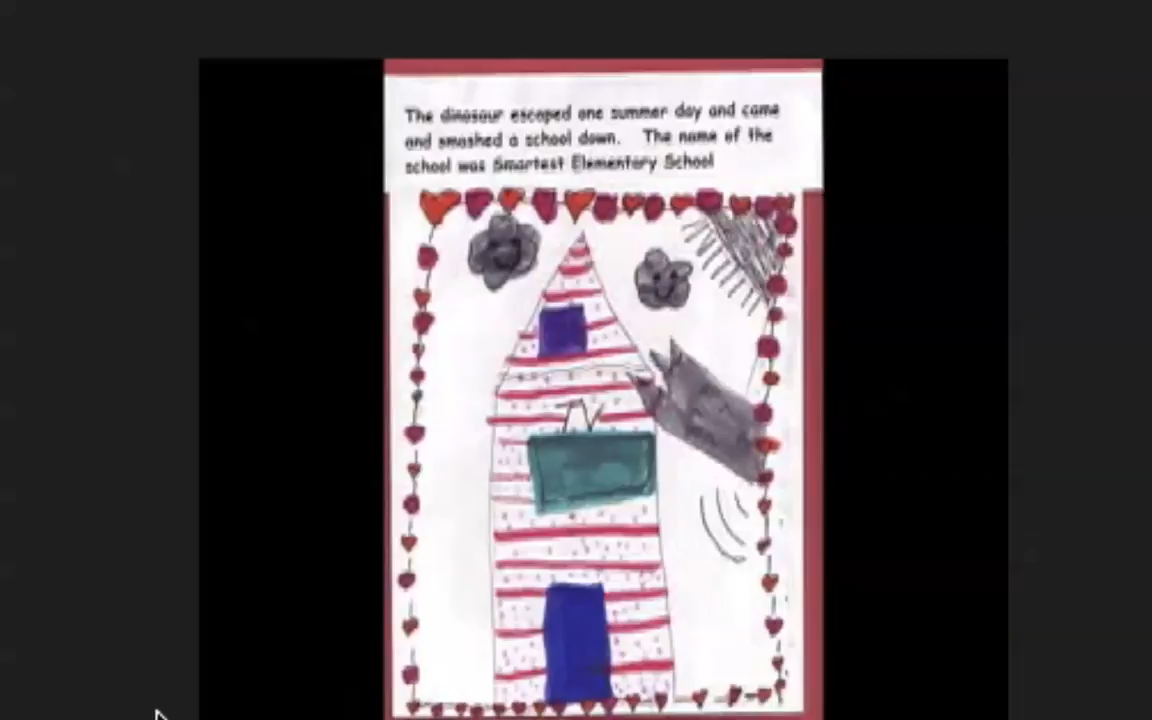 The dinosaur escaped one summer day and came
and smashed a school down. The name of the
school was Smartest Elementary School